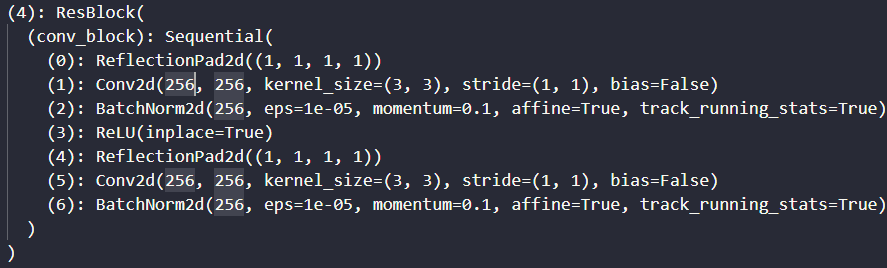 (4): ResBlock(
(conv_block): Sequential(
(0): ReflectionPad2d((1, 1, 1, 1))
(1): Conv2d(256, 256, kernel_size=(3, 3), stride=(1, 1), bias=False)
(2): BatchNorm2d(256, eps=1e-05, momentum=0.1, affine=True, track_running_stats=True)
(3): ReLU(inplace=True)
(4): ReflectionPad2d((1, 1, 1, 1))
(5): Conv2d(256, 256, kernel_size=(3, 3), stride=(1, 1), bias=False)
(6): BatchNorm2d(256, eps=1e-05, momentum=0.1, affine=True, track_running_stats=True)
)
)